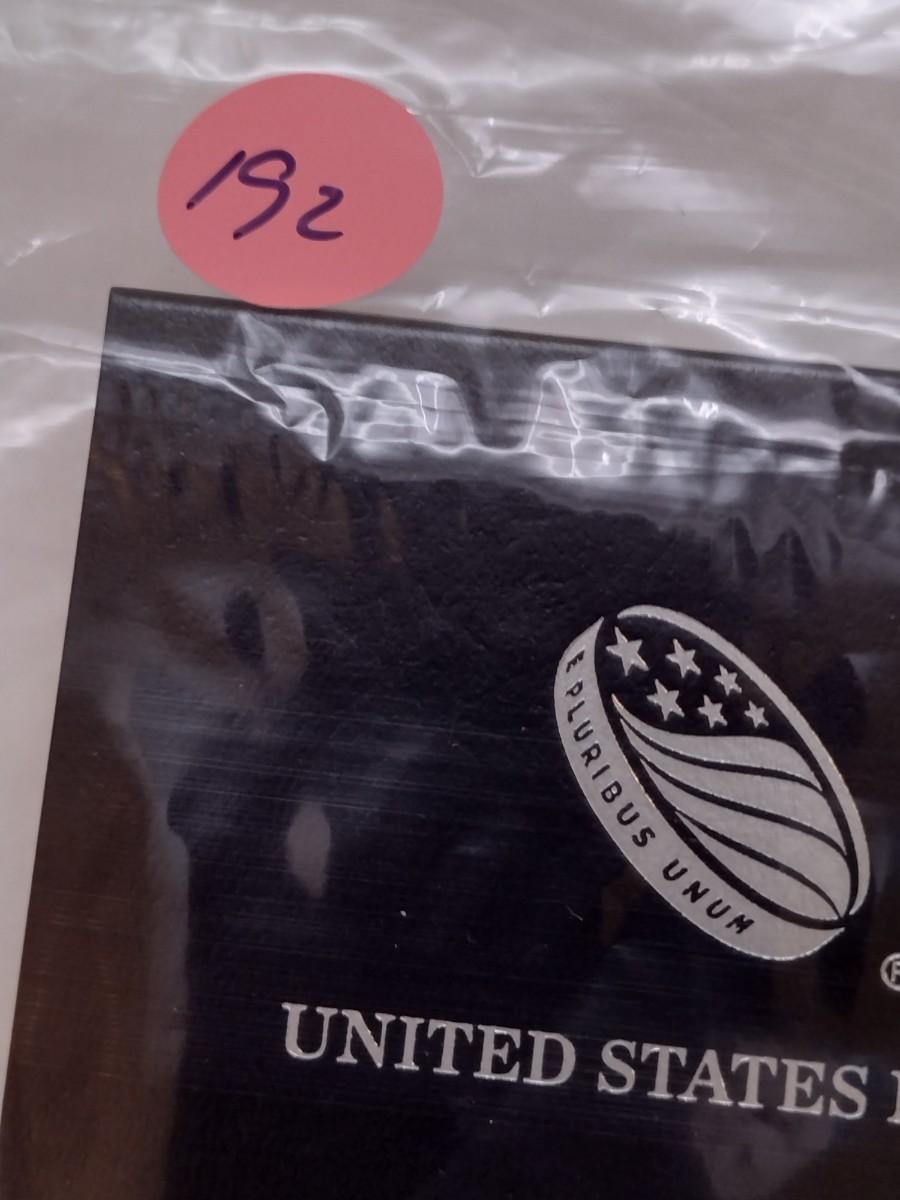 192
E PLURIBUS UNUM
®
UNITED STATES